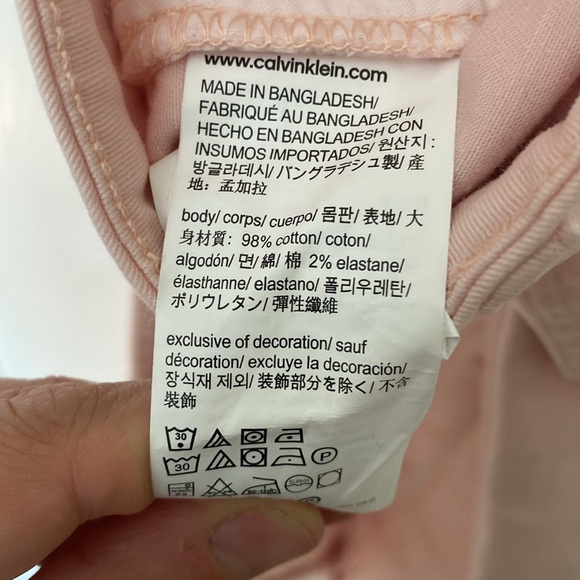 www.calvinklein.com
MADE IN BANGLADESH/
FABRIQUÉ AU BANGLADESH/
HECHO EN BANGLADESH CON
INSUMOS IMPORTADOS/ 원산지 :
방글라데시/ バングラデシュ製/ 產
地: 孟加拉
body/ corps/ cuerpo/ 몸판/ 表地/ 大
身材質: 98% cotton/ coton/
algodón/ 면/ 綿/ 棉 2% elastane/
élasthanne/ elastano/ 폴리우레탄/
ポリウレタン/ 彈性纖維
exclusive of decoration/ sauf
décoration/ excluye la decoración/
장식재 제외/ 装飾部分を除く/ 不含
裝飾
30
30 P